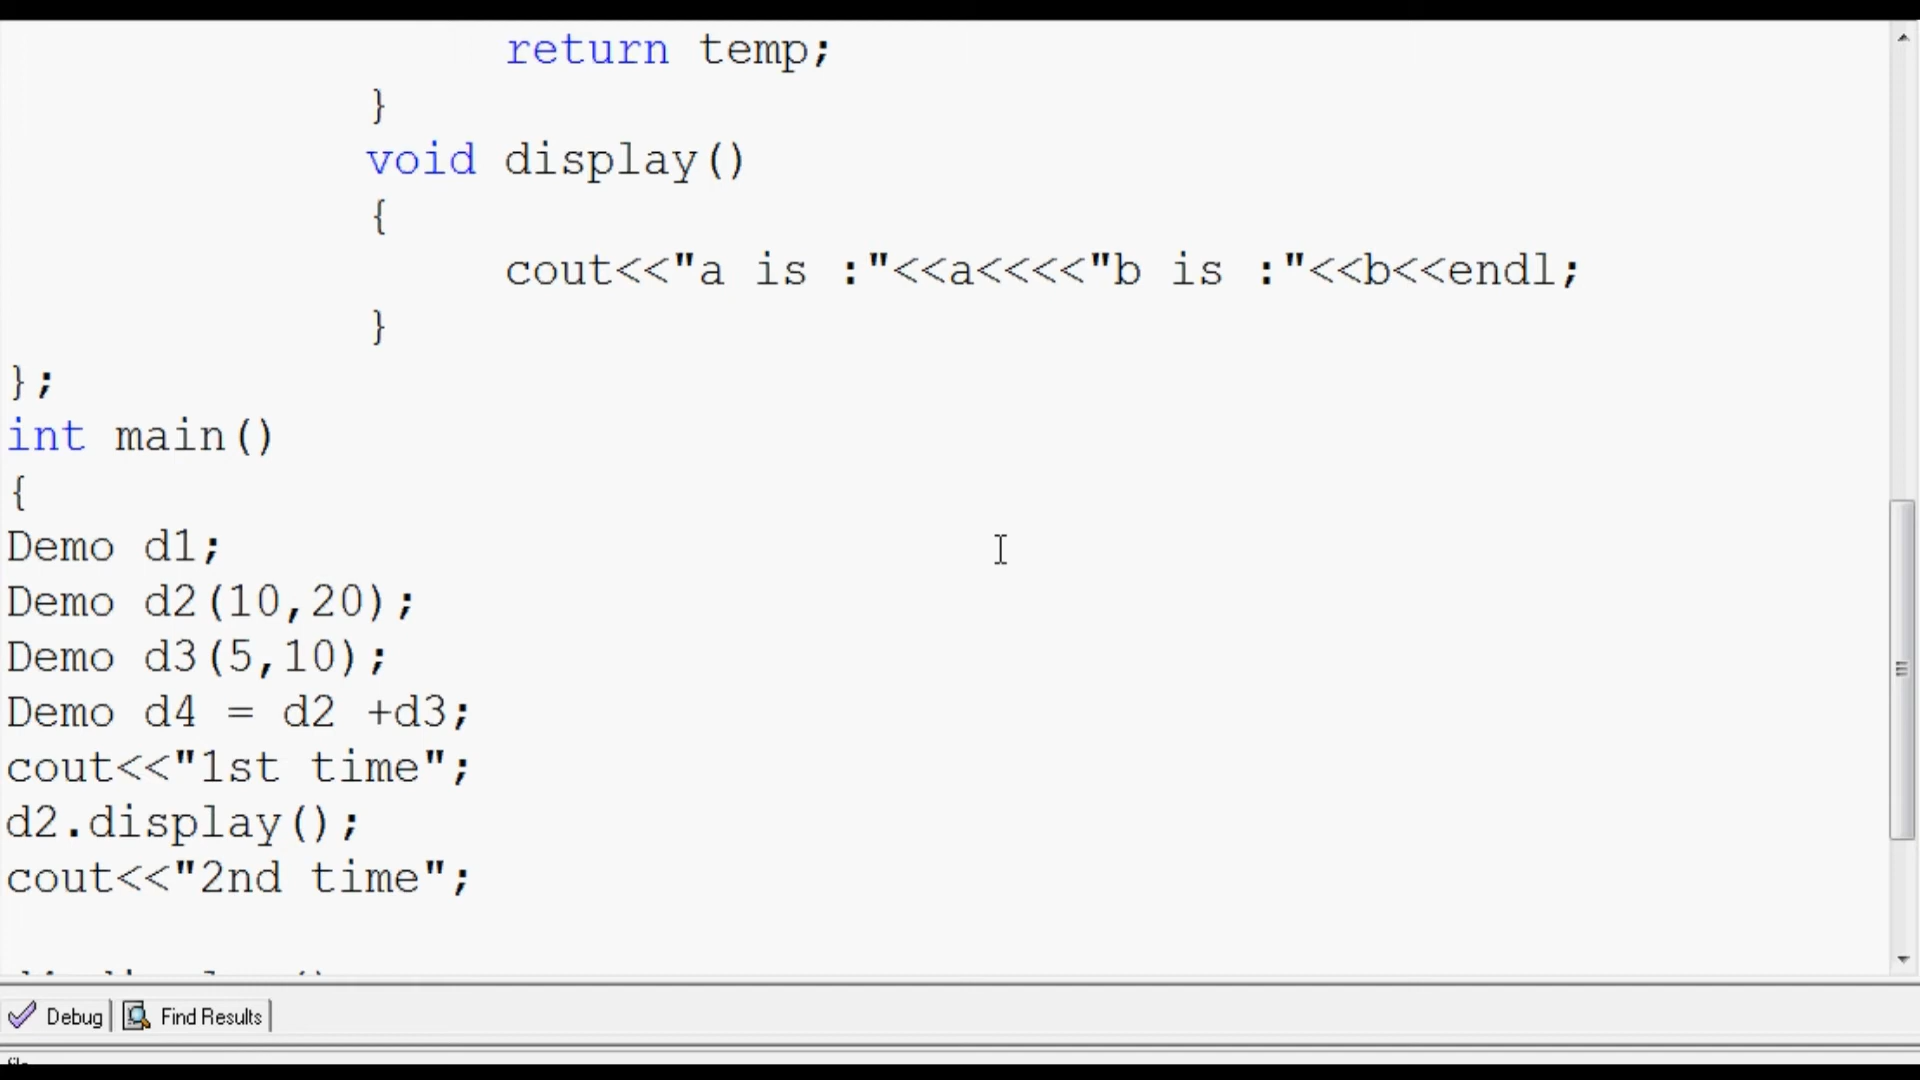 return temp;
}
void display()
{
cout<<"a is :"<<a<<<<"b is :"<<b<<endl;
}
};
int main()
{
Demo d1;
Demo d2(10,20);
Demo d3(5,10);
Demo d4 = d2 +d3;
cout<<"1st time";
d2.display();
cout<<"2nd time";
Debug
Find Results